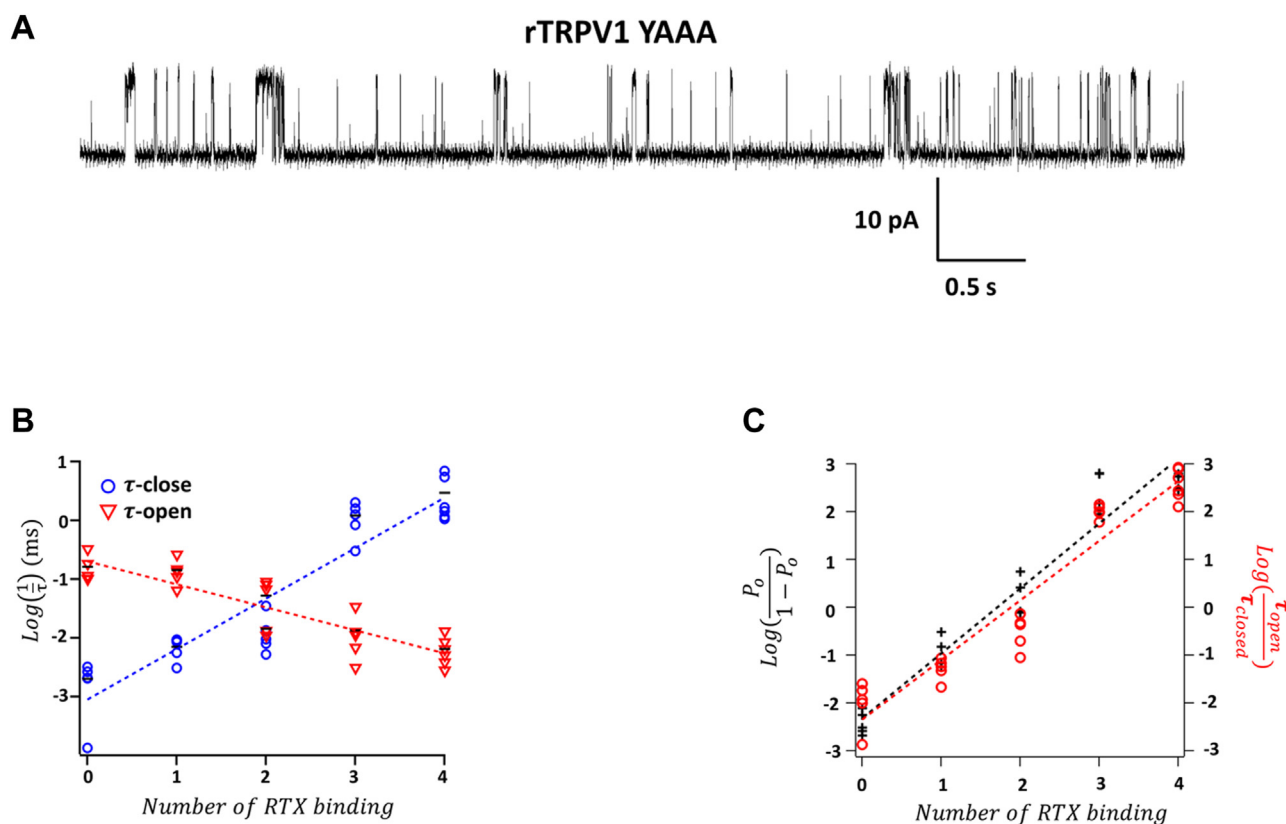 A
rTRPV1 YAAA
10 pA
0.5 s
B
1
0
-1
-2
-3
Log(1/τ) (ms)
τ-close
τ-open
0 1 2 3 4
Number of RTX binding
C
3
2
1
0
-1
-2
-3
Log(Po/1 − Po)
3
2
1
0
-1
-2
-3
Log(τopen/τclosed)
0 1 2 3 4
Number of RTX binding